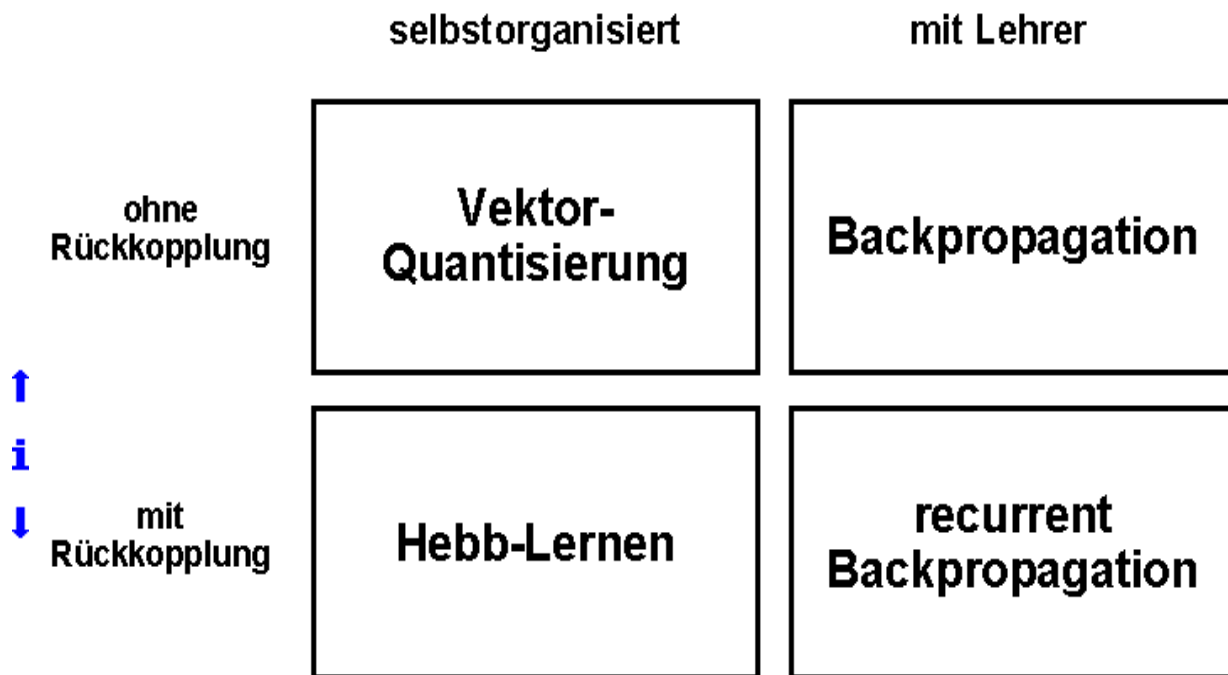 selbstorganisiert mit Lehrer
ohne
Rückkopplung
Vektor-
Quantisierung
Backpropagation
mit
Rückkopplung
Hebb-Lernen
recurrent
Backpropagation
↑
i
↓